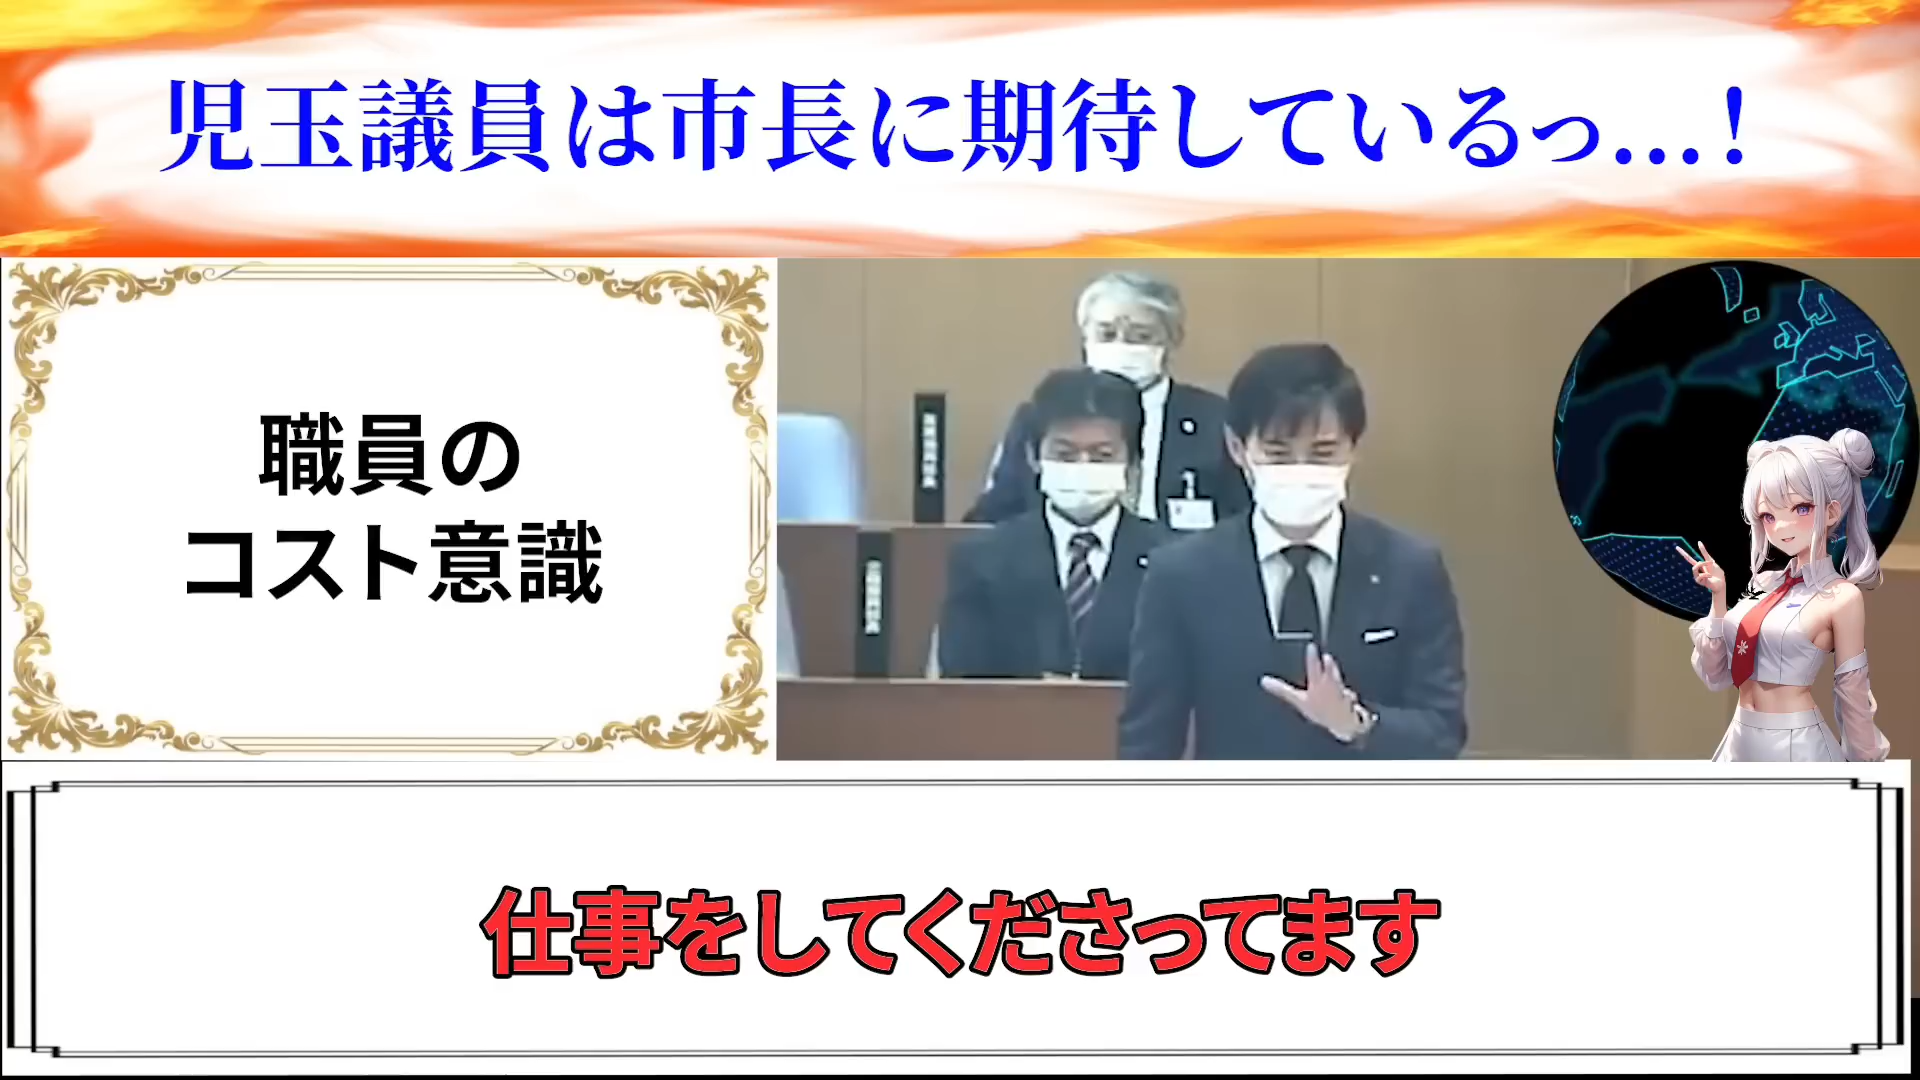 児玉議員は市長に期待しているっ…!
職員の
コスト意識
仕事をしてくださってます